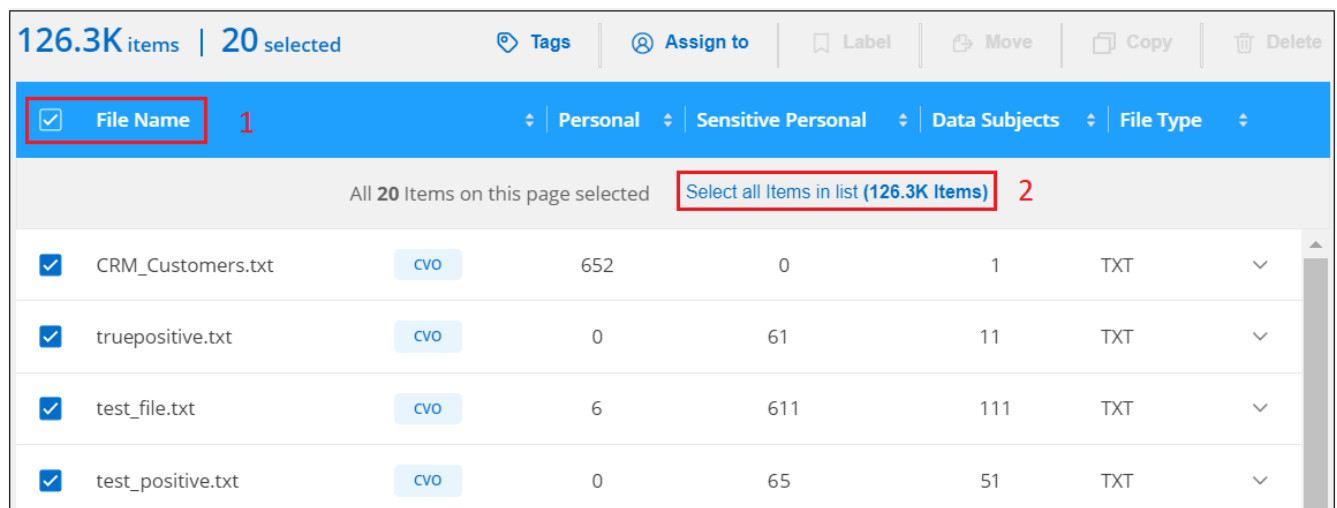 126.3K items | 20 selected Tags Assign to Label Move Copy Delete
File Name 1 Personal Sensitive Personal Data Subjects File Type
All 20 Items on this page selected Select all Items in list (126.3K Items) 2
CRM_Customers.txt CVO 652 0 1 TXT
truepositive.txt CVO 0 61 11 TXT
test_file.txt CVO 6 611 111 TXT
test_positive.txt CVO 0 65 51 TXT